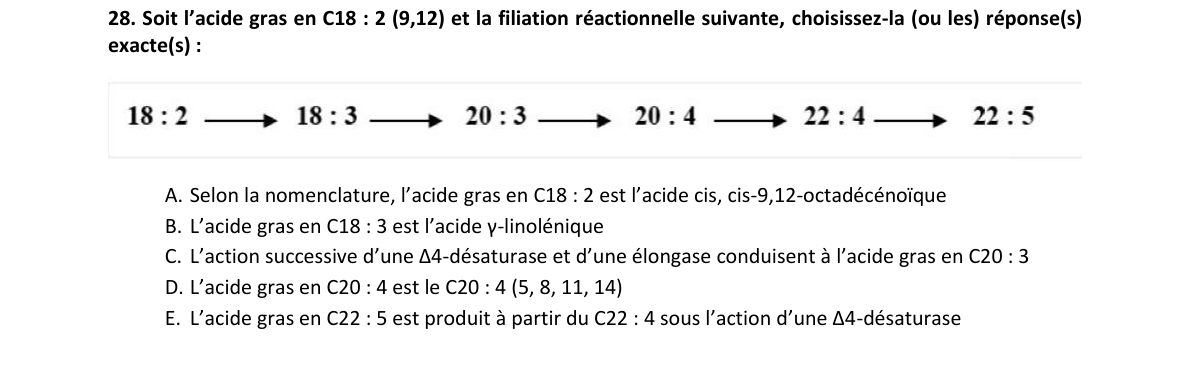 28. Soit l’acide gras en C18 : 2 (9,12) et la filiation réactionnelle suivante, choisissez-la (ou les) réponse(s)
exacte(s) :
18 : 2 → 18 : 3 → 20 : 3 → 20 : 4 → 22 : 4 → 22 : 5
A. Selon la nomenclature, l’acide gras en C18 : 2 est l’acide cis, cis-9,12-octadécénoïque
B. L’acide gras en C18 : 3 est l’acide γ-linolénique
C. L’action successive d’une Δ4-désaturase et d’une élongase conduisent à l’acide gras en C20 : 3
D. L’acide gras en C20 : 4 est le C20 : 4 (5, 8, 11, 14)
E. L’acide gras en C22 : 5 est produit à partir du C22 : 4 sous l’action d’une Δ4-désaturase